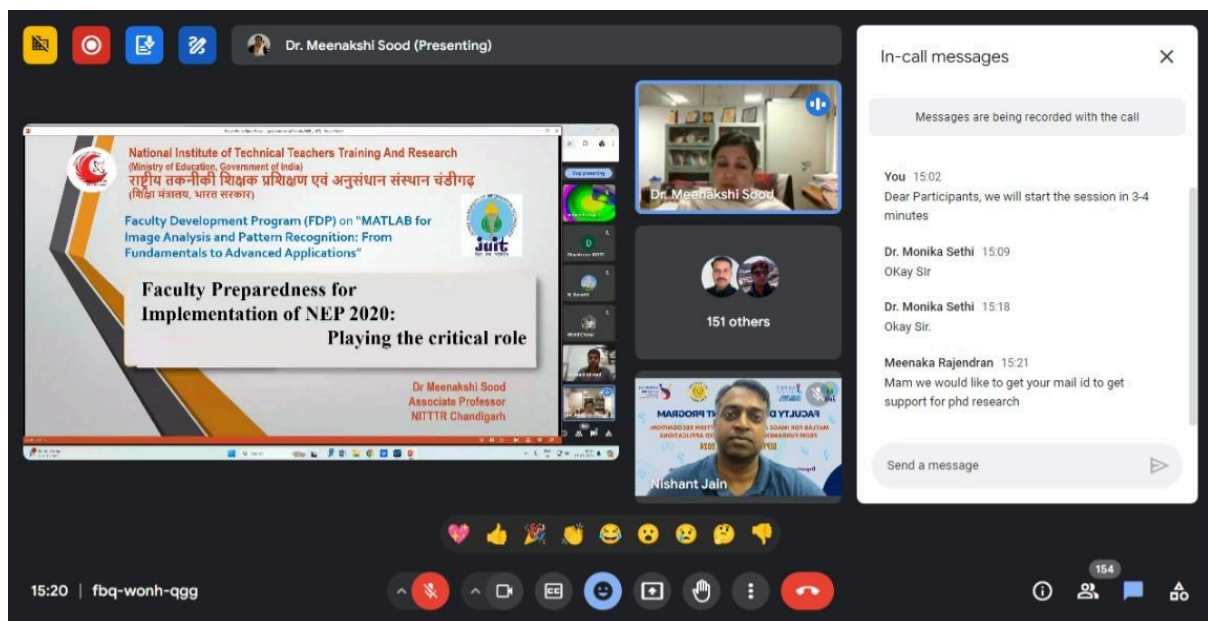 Dr. Meenakshi Sood (Presenting)
National Institute of Technical Teachers Training And Research
(Ministry of Education, Government of India)
राष्ट्रीय तकनीकी शिक्षक प्रशिक्षण एवं अनुसंधान संस्थान चंडीगढ़
(शिक्षा मंत्रालय, भारत सरकार)
Faculty Development Program (FDP) on "MATLAB for
Image Analysis and Pattern Recognition: From
Fundamentals to Advanced Applications"
juit
Faculty Preparedness for
Implementation of NEP 2020:
Playing the critical role
Dr Meenakshi Sood
Associate Professor
NITTTR Chandigarh
Stop presenting
D
Dr. Meenakshi Sood
151 others
FACULTY DEVELOPMENT PROGRAM
Nishant Jain
In-call messages
Messages are being recorded with the call
You 15:02
Dear Participants, we will start the session in 3-4
minutes
Dr. Monika Sethi 15:09
OKay SIr
Dr. Monika Sethi 15:18
Okay Sir.
Meenaka Rajendran 15:21
Mam we would like to get your mail id to get
support for phd research
Send a message
15:20 | fbq-wonh-qgg
CC
154